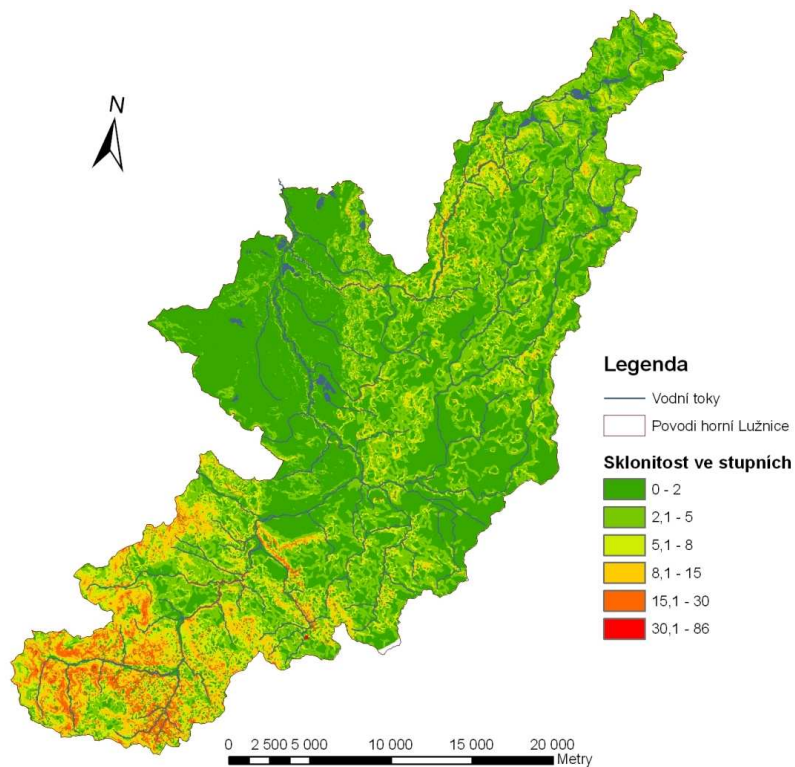 N
Legenda
Vodní toky
Povodi horní Lužnice
Sklonitost ve stupních
0 - 2
2,1 - 5
5,1 - 8
8,1 - 15
15,1 - 30
30,1 - 86
0 2 500 5 000 10 000 15 000 20 000
Metry